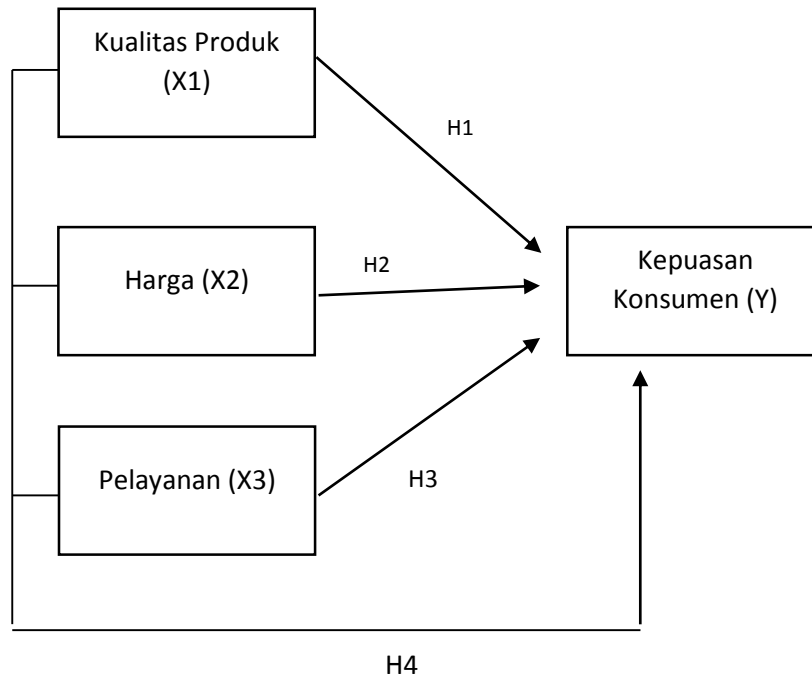 Kualitas Produk
(X1)
H1
Harga (X2)
H2
Kepuasan
Konsumen (Y)
Pelayanan (X3)
H3
H4